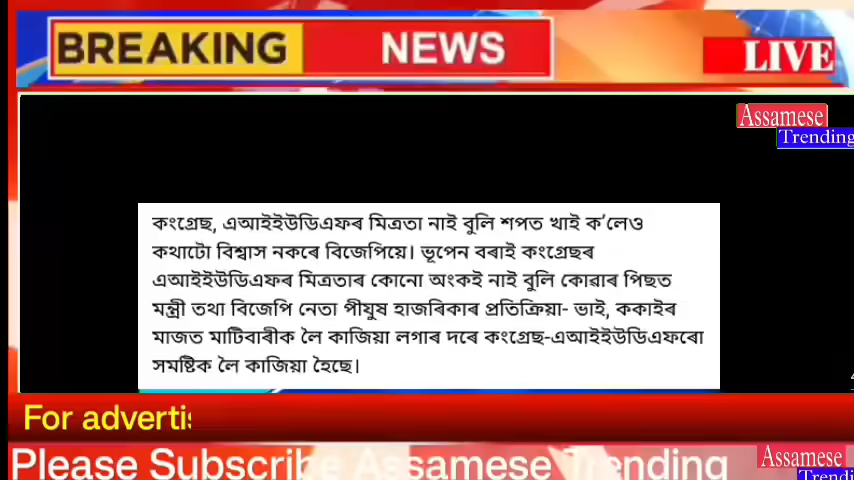 BREAKING NEWS
LIVE
Assamese
Trending
কংগ্ৰেছ, এআইইউডিএফৰ মিত্ৰতা নাই বুলি শপত খাই ক'লেও
কথাটো বিশ্বাস নকৰে বিজেপিয়ে। ভূপেন বৰাই কংগ্ৰেছৰ
এআইইউডিএফৰ মিত্ৰতাৰ কোনো অংকই নাই বুলি কোৱাৰ পিছত
মন্ত্ৰী তথা বিজেপি নেতা পীযুষ হাজৰিকাৰ প্ৰতিক্ৰিয়া- ভাই, ককাইৰ
মাজত মাটিবাৰীক লৈ কাজিয়া লগাৰ দৰে কংগ্ৰেছ-এআইইউডিএফৰো
সমষ্টিক লৈ কাজিয়া হৈছে।
For advertis
Please Subscribe Assamese Trending
Assamese
Trendin